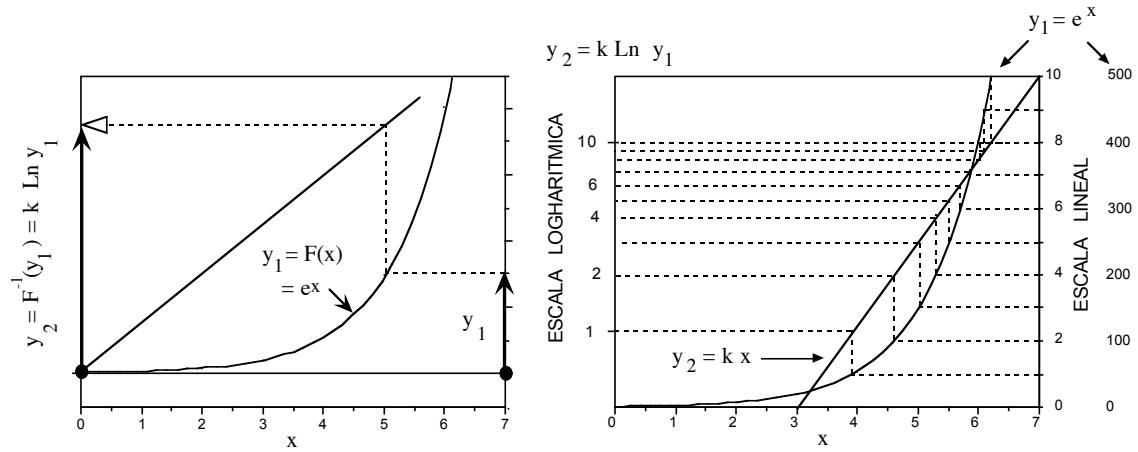 y2 = F-1(y1) = k Ln y1
y1 = F(x)
= ex
y1
0 1 2 3 4 5 6 7
x
y2 = k Ln y1
y1 = ex
ESCALA LOGHARITMICA
10
6
4
2
1
y2 = k x
10
8
6
4
2
0
ESCALA LINEAL
500
400
300
200
100
0
0 1 2 3 4 5 6 7
x